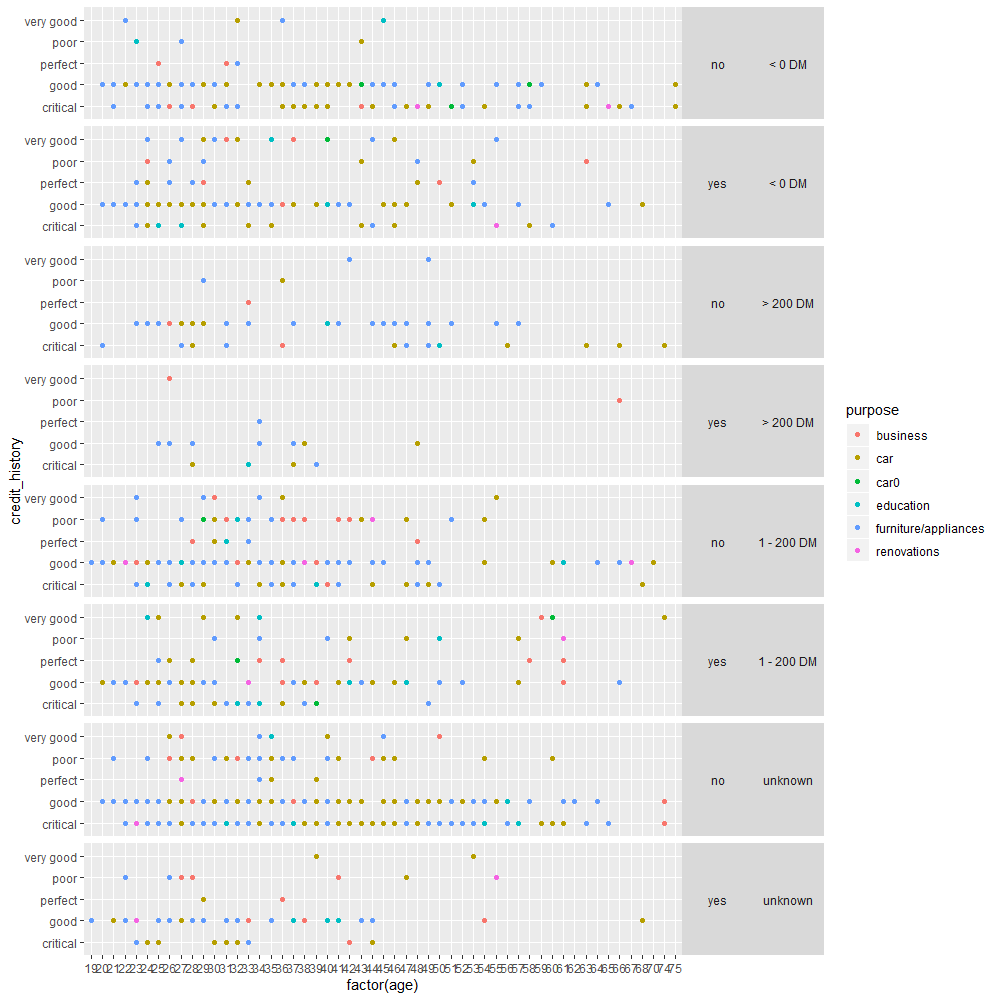 very good
poor
perfect
good
critical
no < 0 DM
very good
poor
perfect
good
critical
yes < 0 DM
very good
poor
perfect
good
critical
no > 200 DM
very good
poor
perfect
good
critical
yes > 200 DM
very good
poor
perfect
good
critical
no 1 - 200 DM
very good
poor
perfect
good
critical
yes 1 - 200 DM
very good
poor
perfect
good
critical
no unknown
very good
poor
perfect
good
critical
yes unknown
credit_history
19 20 21 22 23 24 25 26 27 28 29 30 31 32 33 34 35 36 37 38 39 40 41 42 43 44 45 46 47 48 49 50 51 52 53 54 55 56 57 58 59 60 61 62 63 64 65 66 67 68 70 74 75
factor(age)
purpose
business
car
car0
education
furniture/appliances
renovations